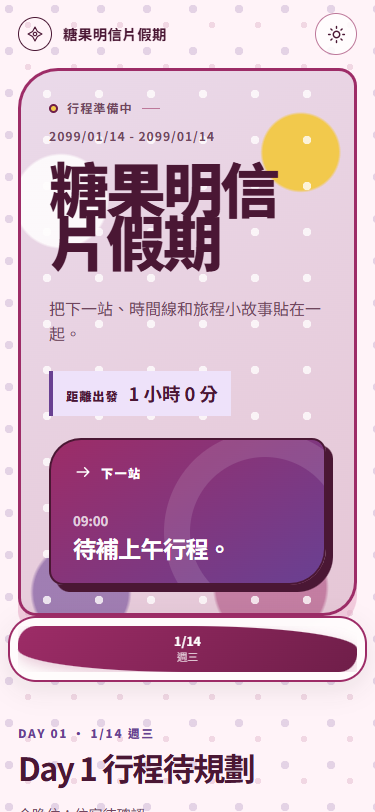 糖果明信片假期
行程準備中
2099/01/14 - 2099/01/14
糖果明信
片假期
把下一站、時間線和旅程小故事貼在一
起。
距離出發 1 小時 0 分
下一站
09:00
待補上午行程。
1/14
週三
DAY 01 · 1/14 週三
Day 1 行程待規劃